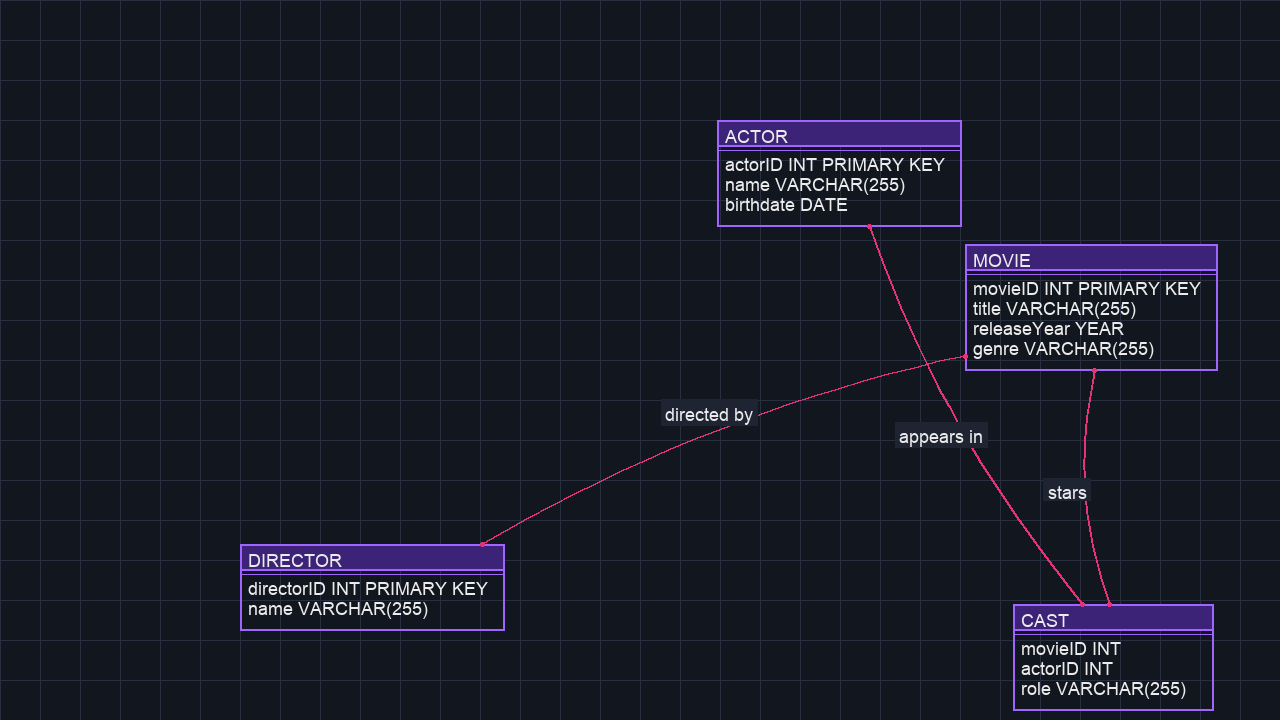 ACTOR
actorID INT PRIMARY KEY
name VARCHAR(255)
birthdate DATE
MOVIE
movieID INT PRIMARY KEY
title VARCHAR(255)
releaseYear YEAR
genre VARCHAR(255)
directed by
appears in
stars
DIRECTOR
directorID INT PRIMARY KEY
name VARCHAR(255)
CAST
movieID INT
actorID INT
role VARCHAR(255)